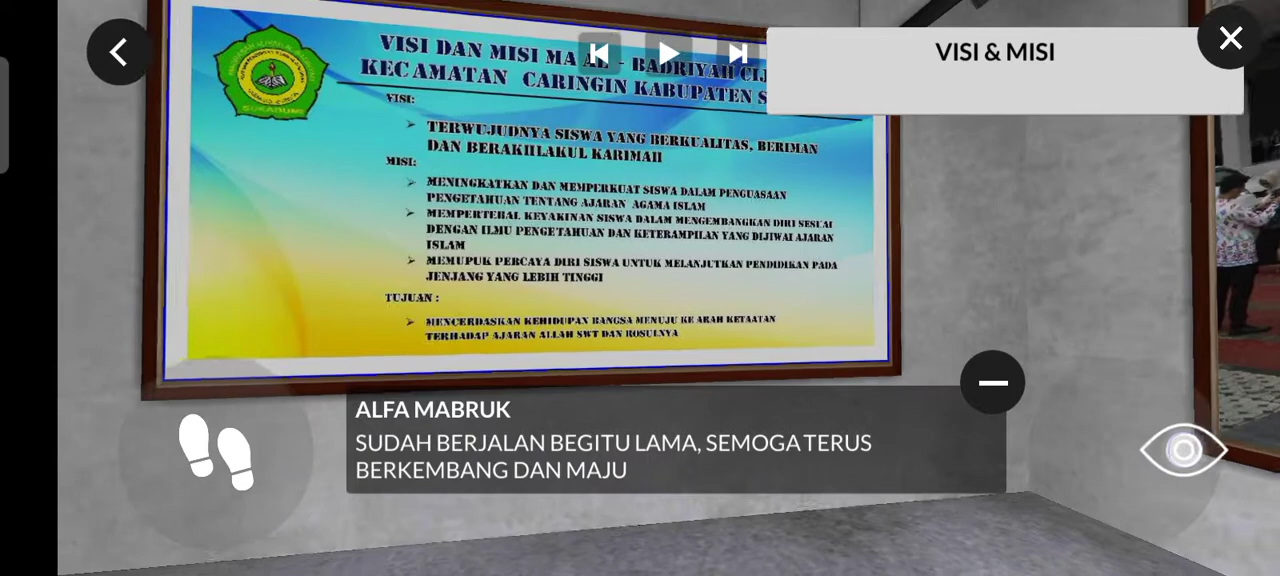 VISI DAN MISI MA AL - BADRIYAH
KECAMATAN CARINGIN KABUPATEN
VISI & MISI
SUKABUMI
VISI:
TERWUJUDNYA SISWA YANG BERKUALITAS, BERIMAN
DAN BERAKHLAKUL KARIMAH
MISI:
MENINGKATKAN DAN MEMPERKUAT SISWA DALAM PENGUASAAN
PENGETAHUAN TENTANG AJARAN AGAMA ISLAM
MEMPERTEBAL KEYAKINAN SISWA DALAM MENGEMBANGKAN DIRI SESUAI
DENGAN ILMU PENGETAHUAN DAN KETERAMPILAN YANG DIJIWAI AJARAN
ISLAM
MEMUPUK PERCAYA DIRI SISWA UNTUK MELANJUTKAN PENDIDIKAN PADA
JENJANG YANG LEBIH TINGGI
TUJUAN :
MENCERDASKAN KEHIDUPAN BANGSA MENUJU KE ARAH KETAATAN
TERHADAP AJARAN ALLAH SWT DAN ROSULNYA
ALFA MABRUK
SUDAH BERJALAN BEGITU LAMA, SEMOGA TERUS
BERKEMBANG DAN MAJU